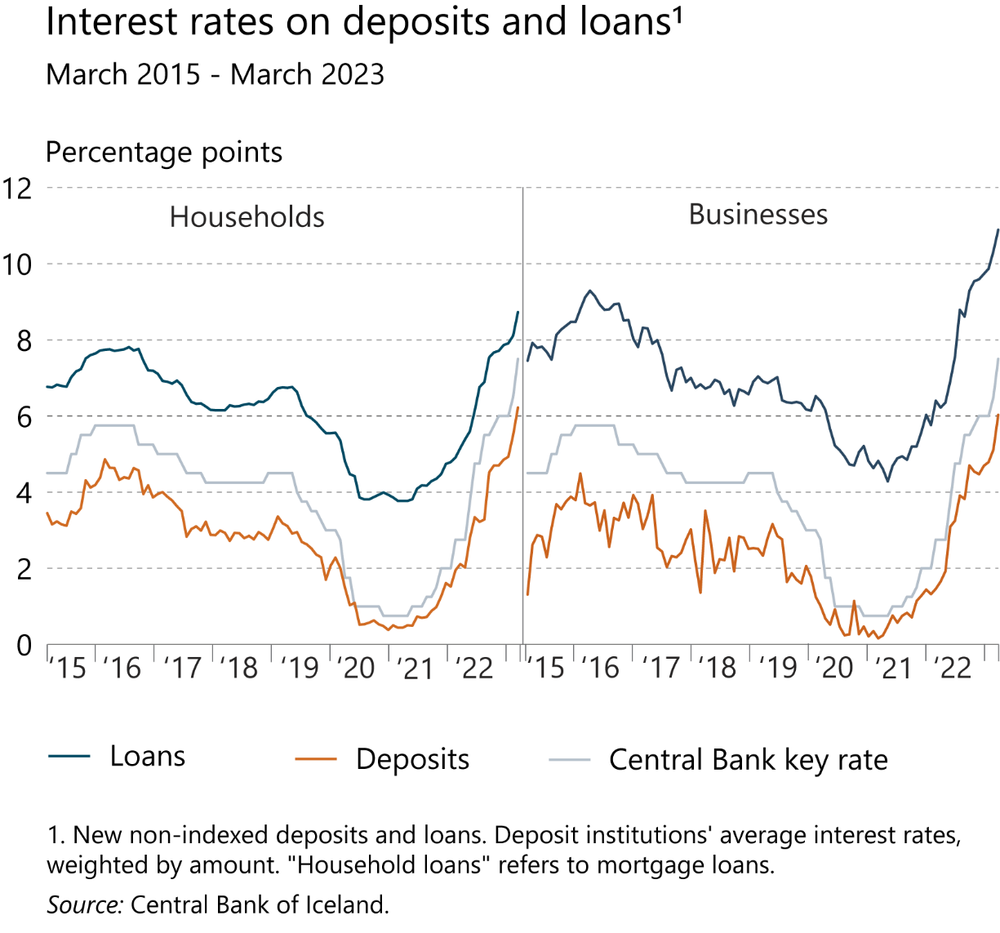 Interest rates on deposits and loans¹
March 2015 - March 2023
Percentage points
12
10
8
6
4
2
0
Households
Businesses
‘15 ‘16 ‘17 ‘18 ‘19 ‘20 ‘21 ‘22 ‘15 ‘16 ‘17 ‘18 ‘19 ‘20 ‘21 ‘22
Loans Deposits Central Bank key rate
1. New non-indexed deposits and loans. Deposit institutions' average interest rates,
weighted by amount. "Household loans" refers to mortgage loans.
Source: Central Bank of Iceland.